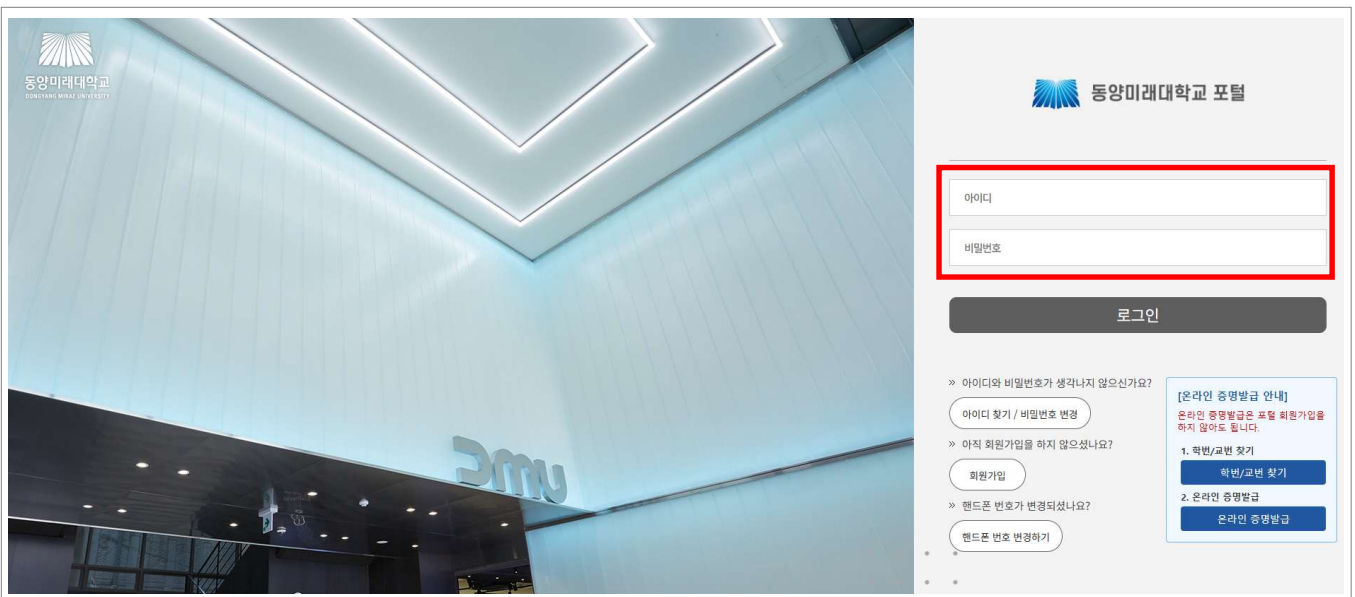 동양미래대학교
DONGYANG MIRAE UNIVERSITY
DMU
동양미래대학교 포털
아이디
비밀번호
로그인
» 아이디와 비밀번호가 생각나지 않으신가요?
아이디 찾기 / 비밀번호 변경
» 아직 회원가입을 하지 않으셨나요?
회원가입
» 핸드폰 번호가 변경되셨나요?
핸드폰 번호 변경하기
[온라인 증명발급 안내]
온라인 증명발급은 포털 회원가입을
하지 않아도 됩니다.
1. 학번/교번 찾기
학번/교번 찾기
2. 온라인 증명발급
온라인 증명발급